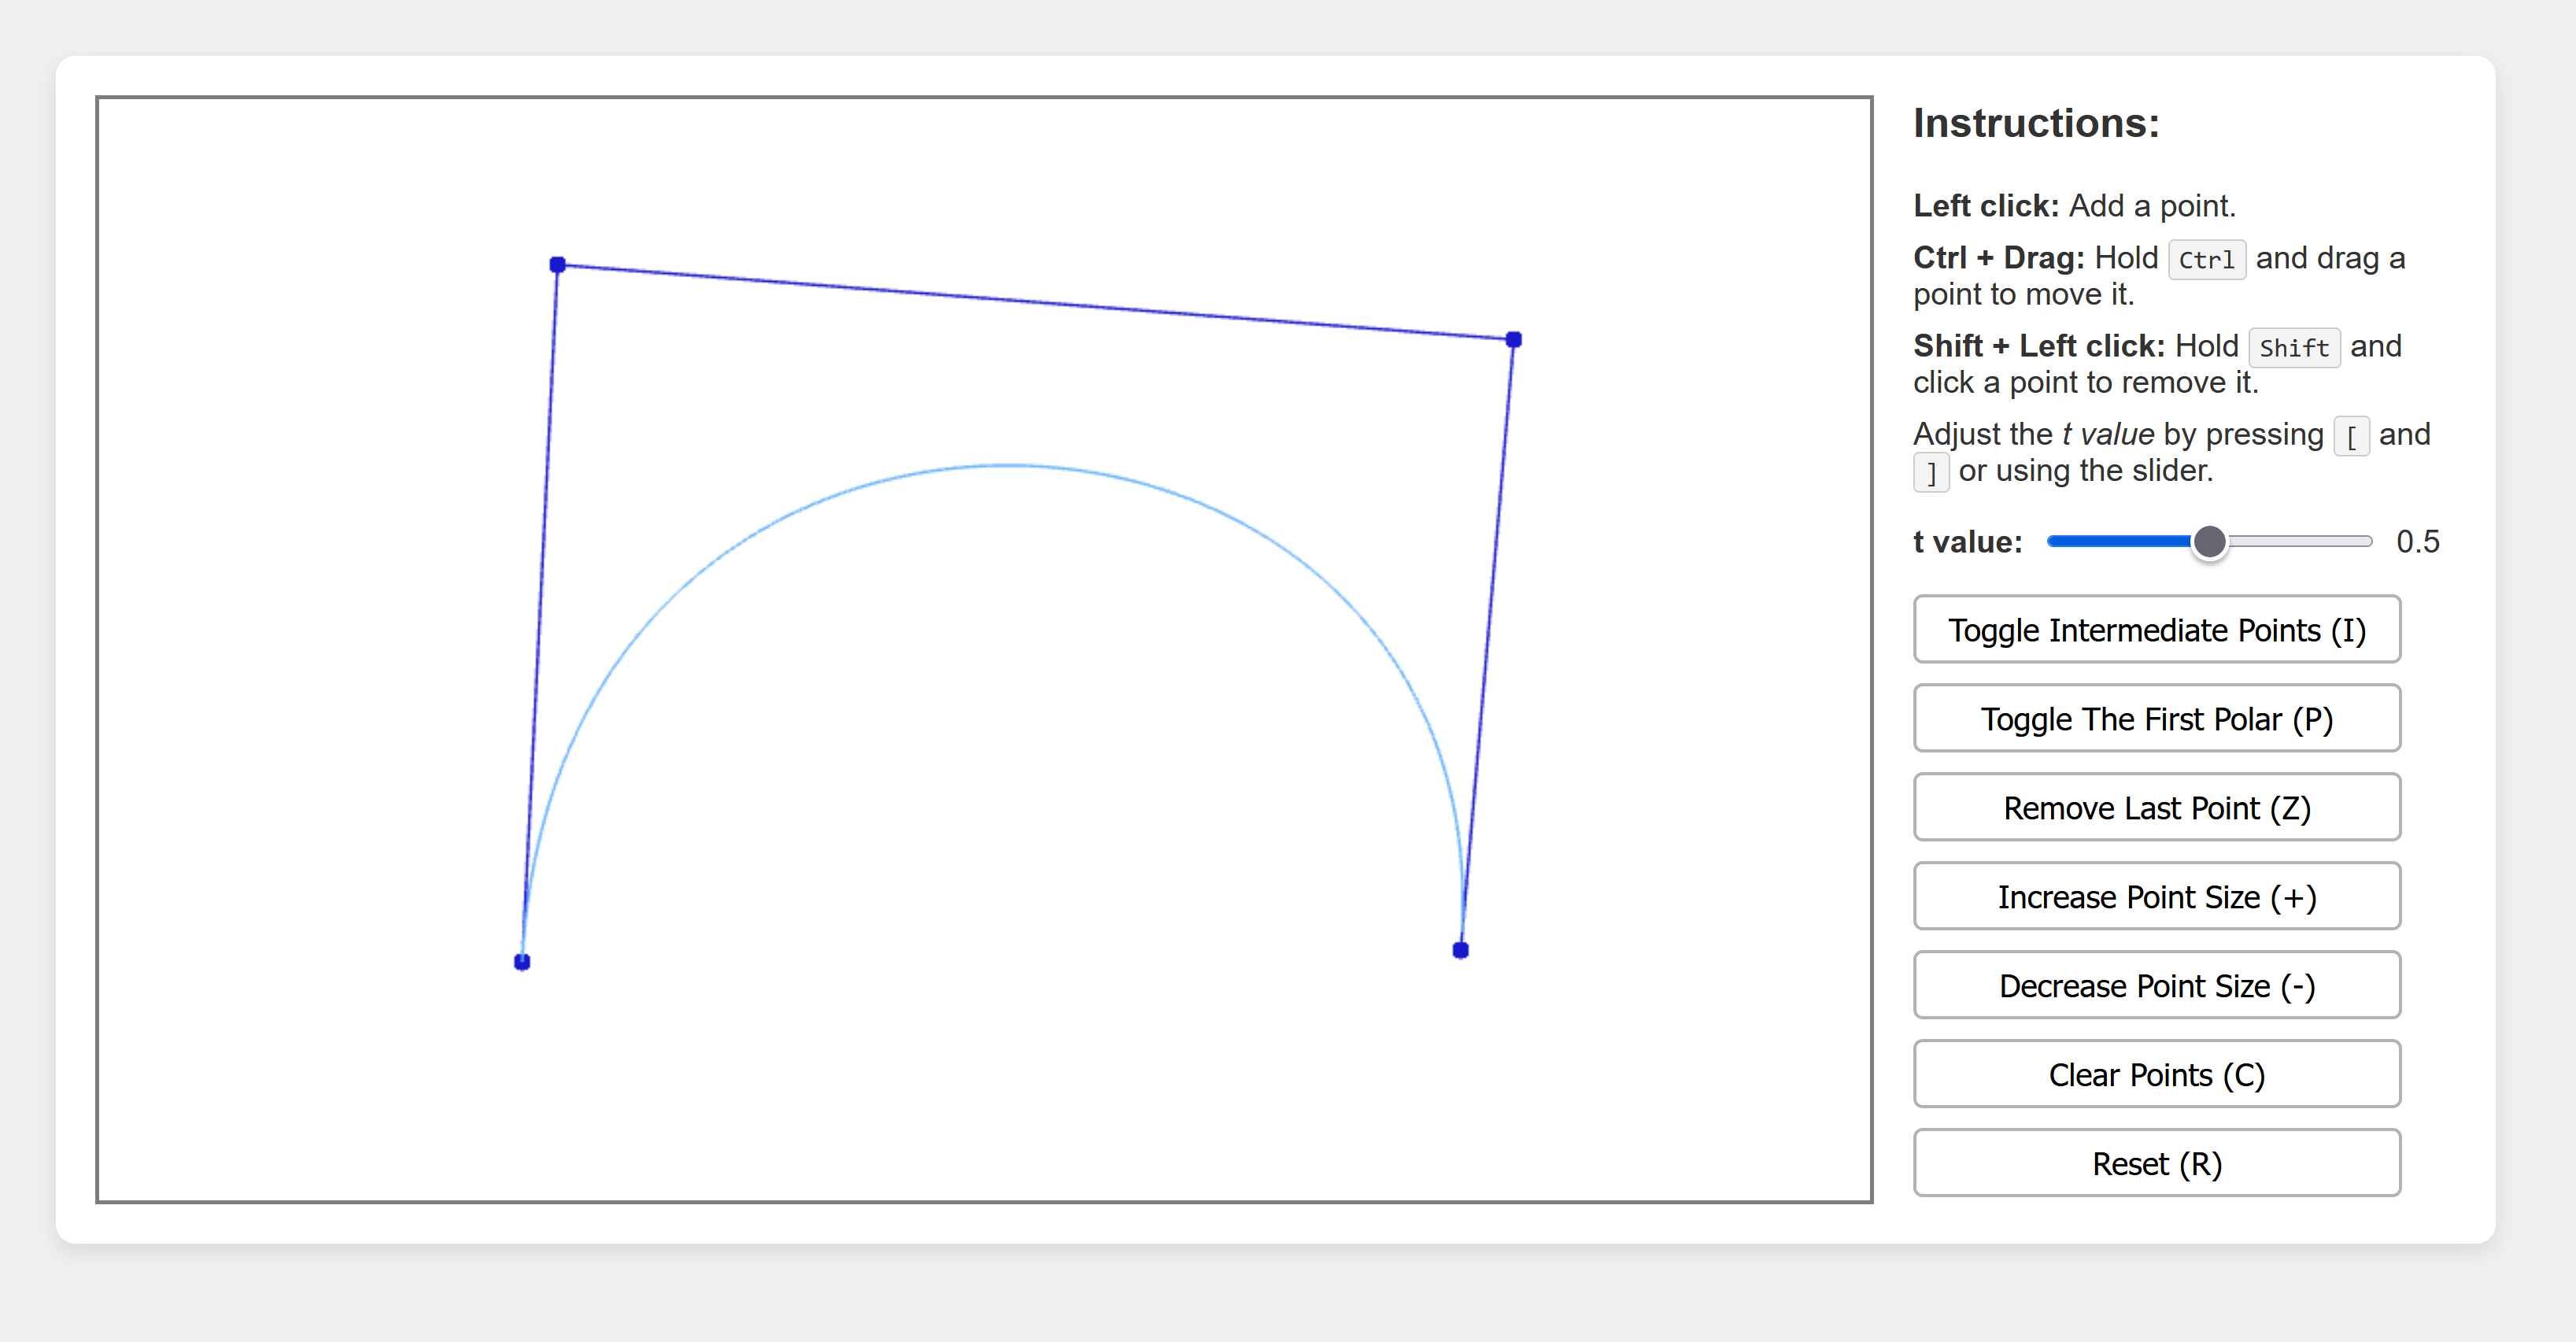 Instructions:
Left click: Add a point.
Ctrl + Drag: Hold Ctrl and drag a
point to move it.
Shift + Left click: Hold Shift and
click a point to remove it.
Adjust the t value by pressing [ and
] or using the slider.
t value: 0.5
Toggle Intermediate Points (I)
Toggle The First Polar (P)
Remove Last Point (Z)
Increase Point Size (+)
Decrease Point Size (-)
Clear Points (C)
Reset (R)